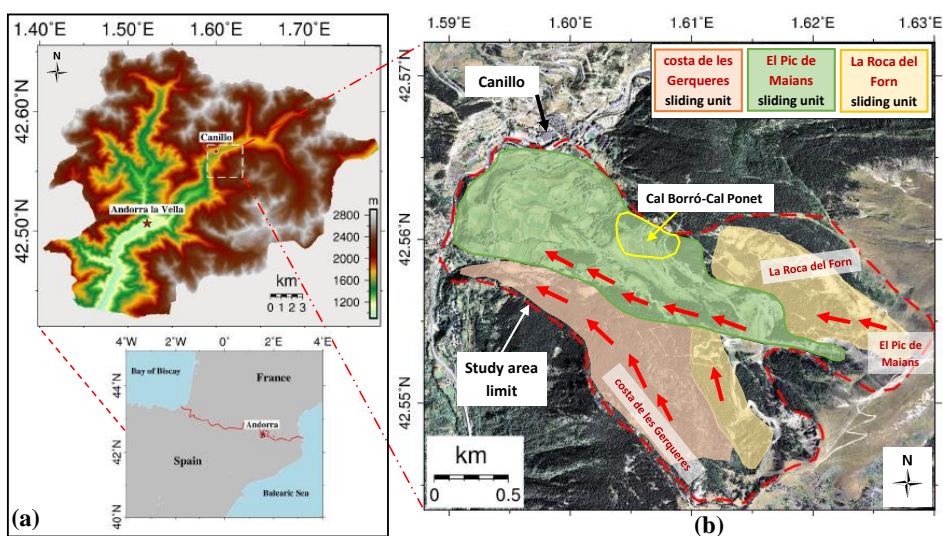 1.40° 1.50° 1.60° 1.70°
N
42.60°N
42.50°N
Canillo
Andorra la Vella
m
2800
2400
2000
1600
1200
km
0 1 2 3
44°N
42°N
40°N
Bay of Biscay
France
Andorra
Spain
Balearic Sea
4°W 2°W 0° 2°E 4°E
(a)
1.59° 1.60° 1.61° 1.62° 1.63°
42.57°N
42.56°N
42.55°N
costa de les
Gerqueres
sliding unit
El Pic de
Maians
sliding unit
La Roca del
Forn
sliding unit
Canillo
Cal Borró-Cal Ponet
La Roca del Forn
El Pic de
Maians
Study area
limit
costa de les Gerqueres
km
0 0.5
N
(b)